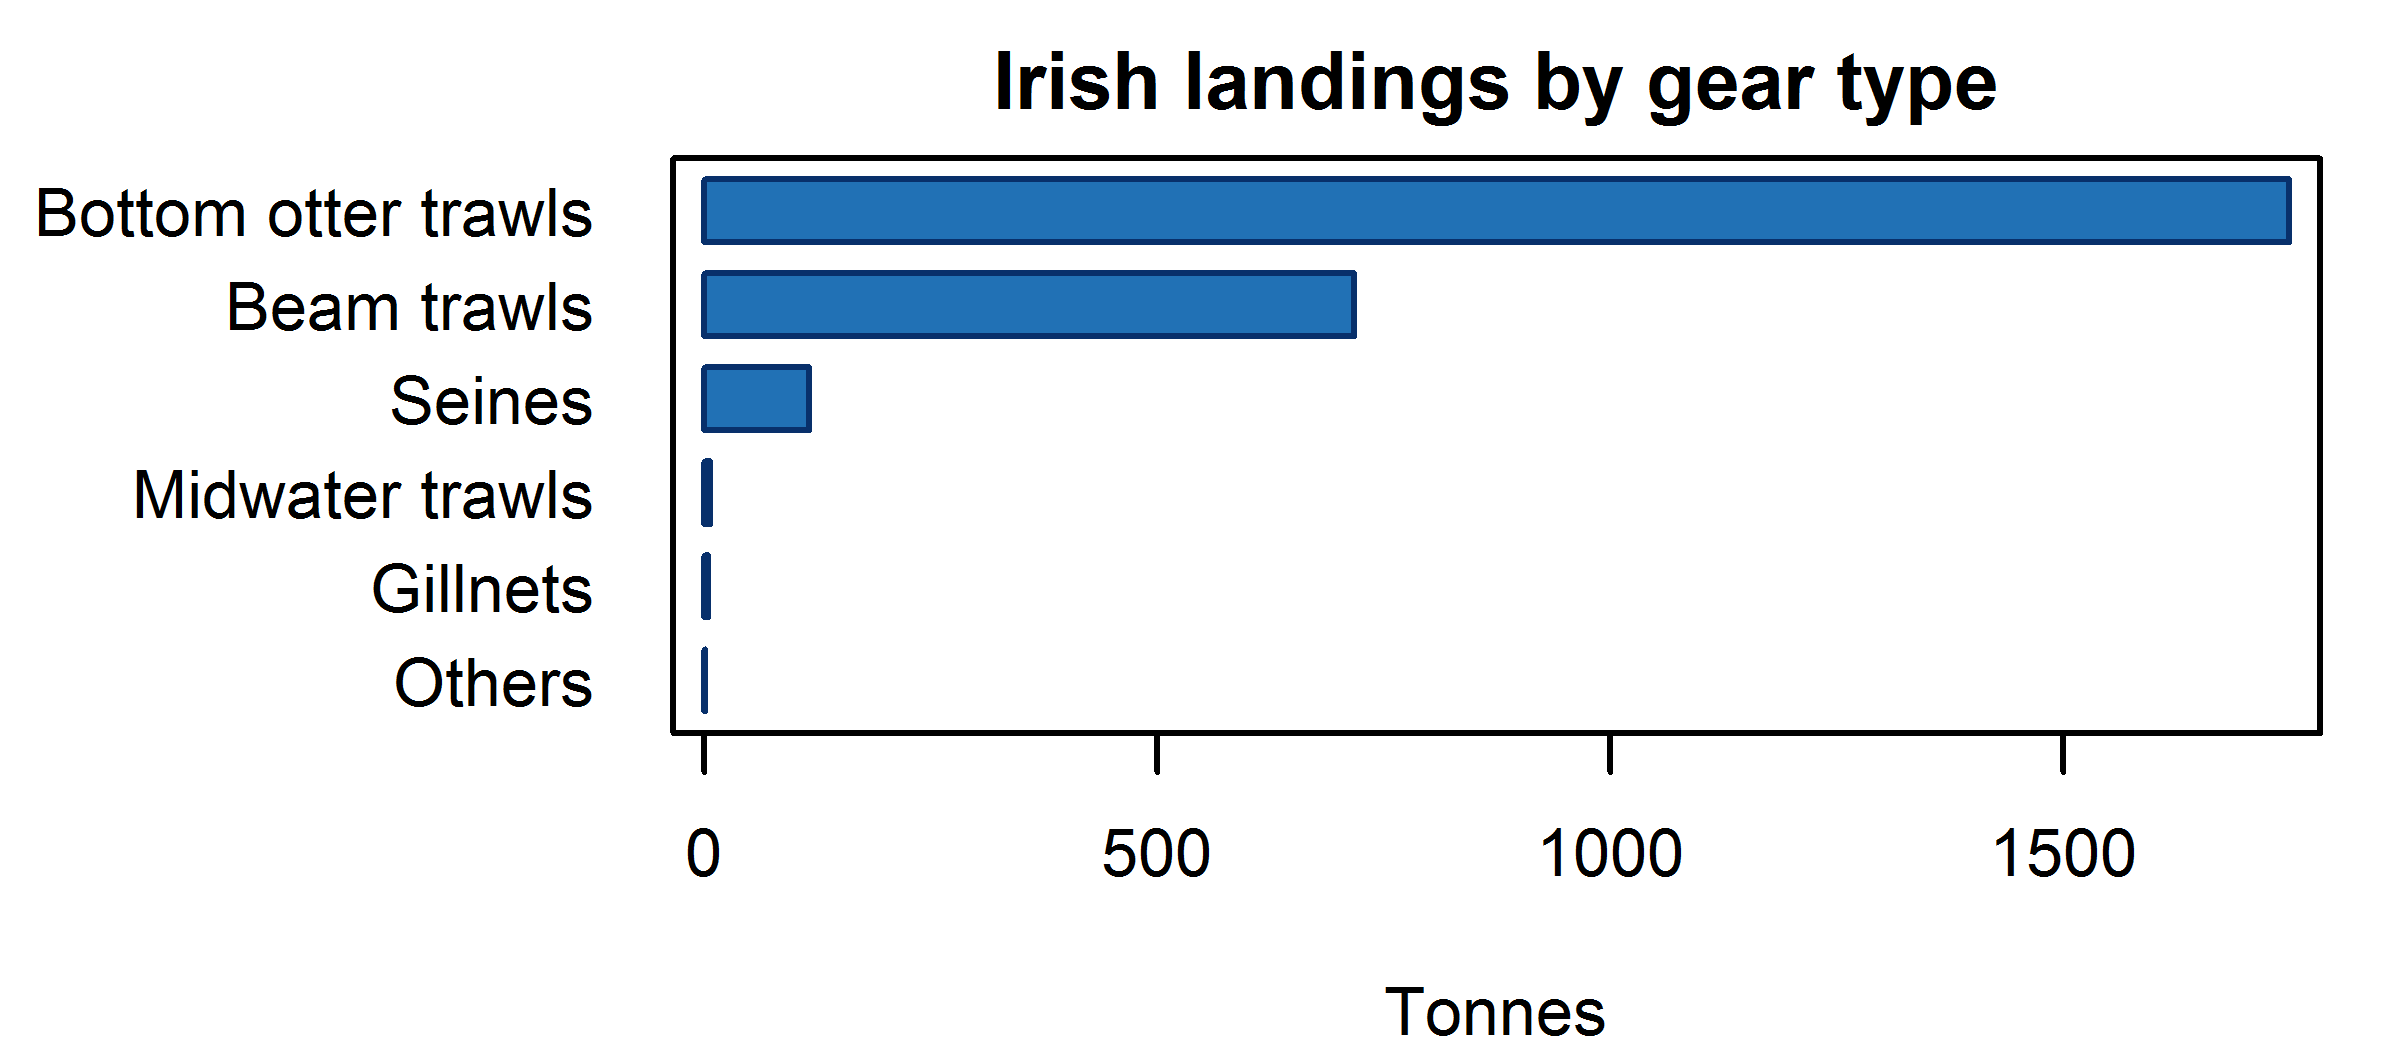 Irish landings by gear type
Bottom otter trawls
Beam trawls
Seines
Midwater trawls
Gillnets
Others
0 500 1000 1500
Tonnes